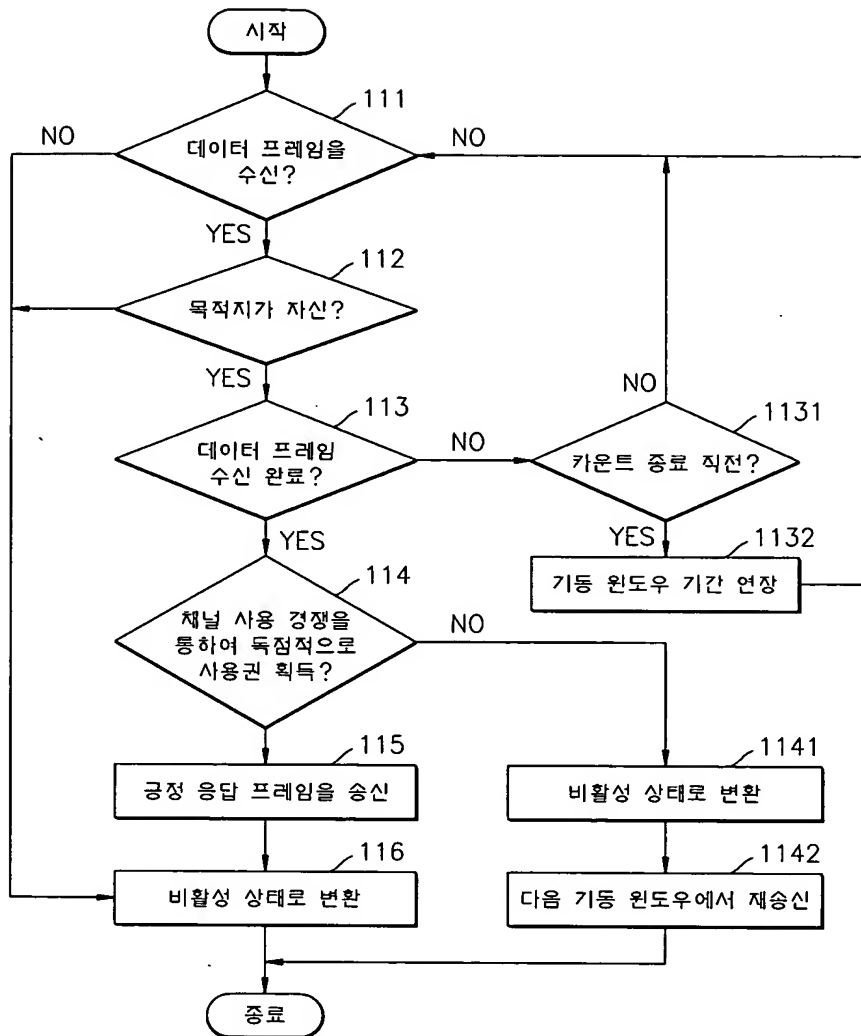 시작
111
NO
데이터 프레임을
수신?
NO
YES
112
목적지가 자신?
YES
113
NO
1131
데이터 프레임
수신 완료?
NO
카운트 종료 직전?
YES
YES
1132
114
기동 윈도우 기간 연장
채널 사용 경쟁을
통하여 독점적으로
사용권 획득?
NO
115
1141
긍정 응답 프레임을 송신
비활성 상태로 변환
116
1142
비활성 상태로 변환
다음 기동 윈도우에서 재송신
종료